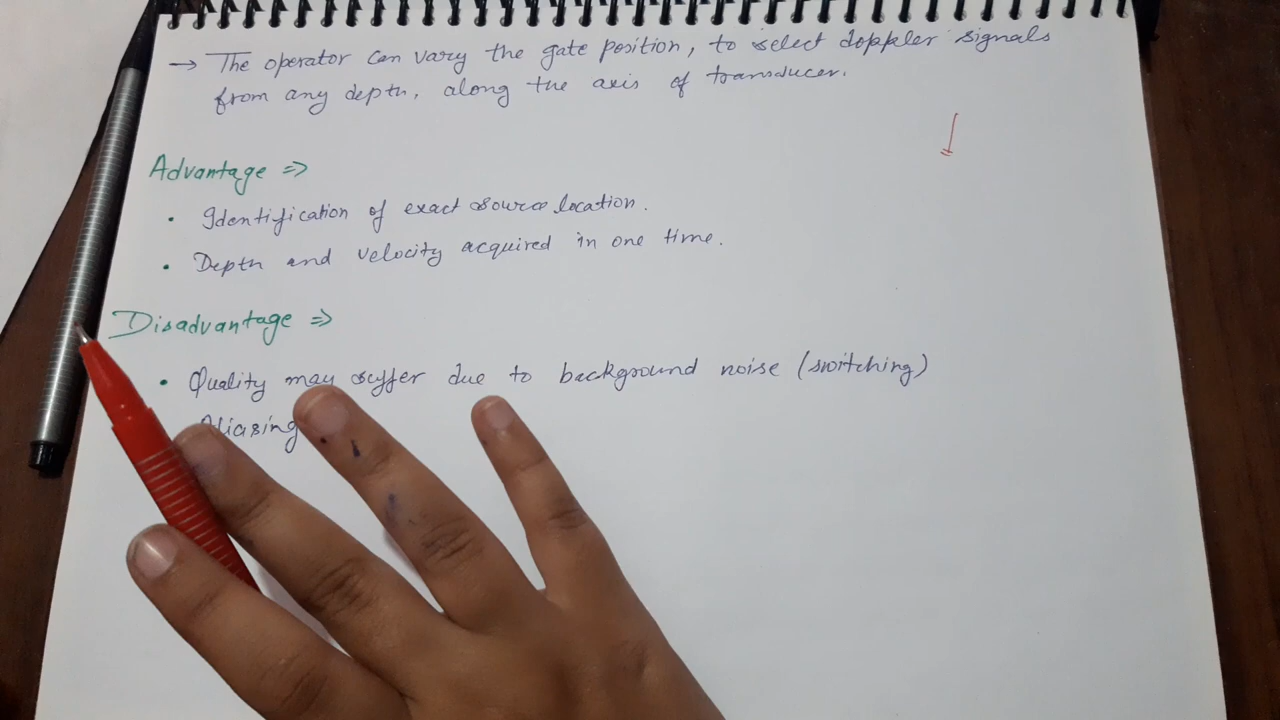 → The operator can vary the gate position, to select doppler signals
from any depth, along the axis of transducer.
Advantage ⇒
• Identification of exact source location.
• Depth and velocity acquired in one time.
Disadvantage ⇒
• Quality may suffer due to background noise (switching)
Aliasing